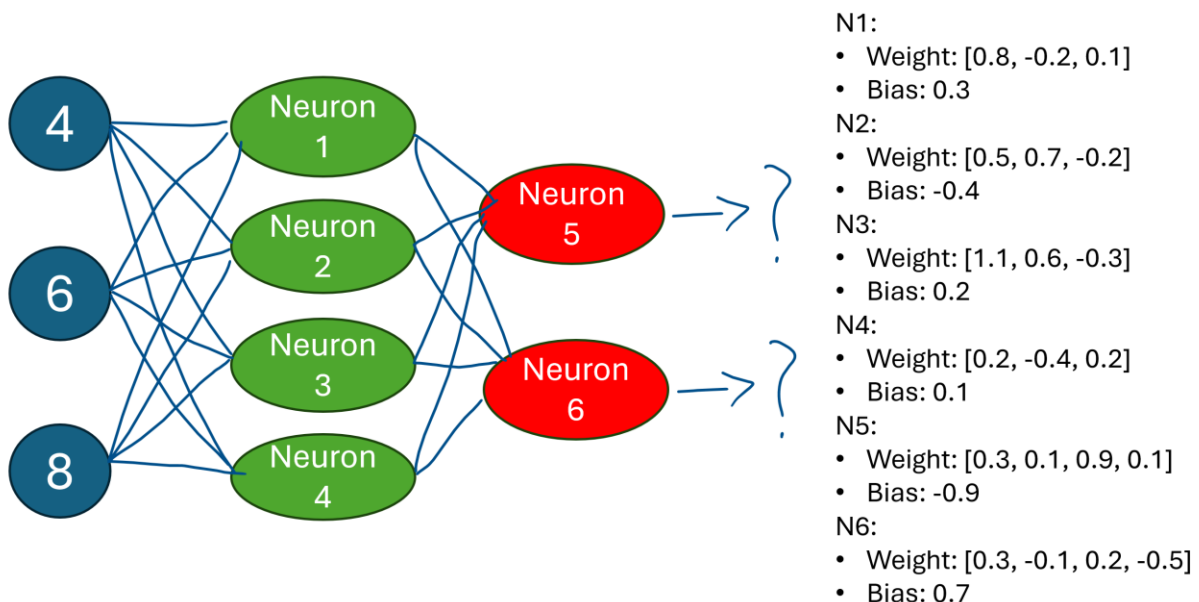 4
6
8
Neuron
1
Neuron
2
Neuron
3
Neuron
4
Neuron
5
Neuron
6
?
?
N1:
• Weight: [0.8, -0.2, 0.1]
• Bias: 0.3
N2:
• Weight: [0.5, 0.7, -0.2]
• Bias: -0.4
N3:
• Weight: [1.1, 0.6, -0.3]
• Bias: 0.2
N4:
• Weight: [0.2, -0.4, 0.2]
• Bias: 0.1
N5:
• Weight: [0.3, 0.1, 0.9, 0.1]
• Bias: -0.9
N6:
• Weight: [0.3, -0.1, 0.2, -0.5]
• Bias: 0.7